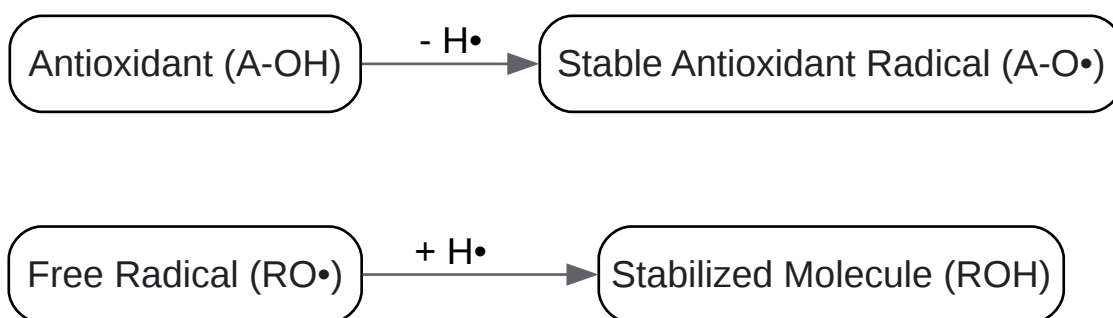 Antioxidant (A-OH)
- H•
Stable Antioxidant Radical (A-O•)
Free Radical (RO•)
+ H•
Stabilized Molecule (ROH)